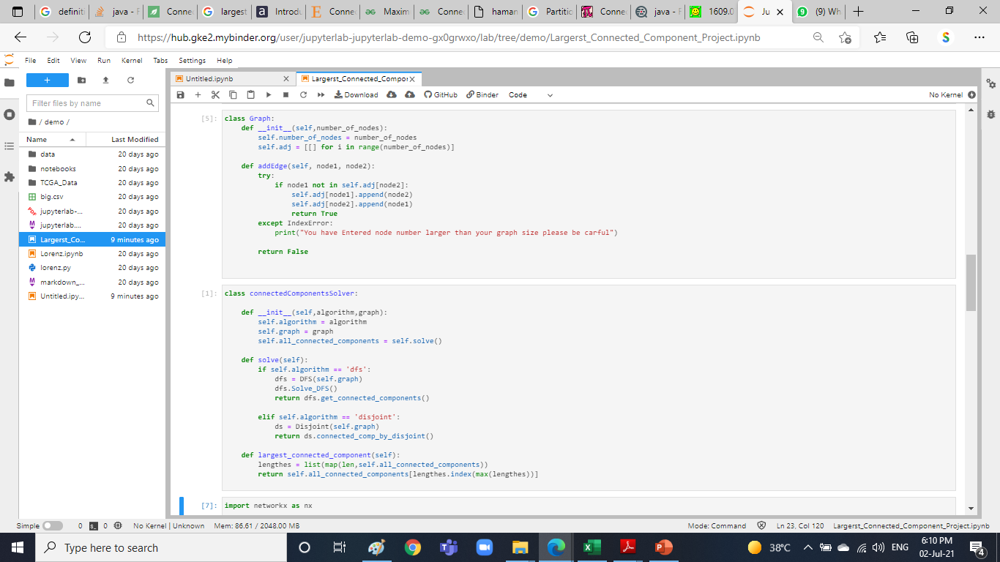 definiti
java - F
Connec
largest
Introdu
Connec
Maxim
Connec
haman
Partitio
Connec
java - F
1609.0
Ju
(9) Wh
https://hub.gke2.mybinder.org/user/jupyterlab-jupyterlab-demo-gx0grwxo/lab/tree/demo/Largerst_Connected_Component_Project.ipynb
File Edit View Run Kernel Tabs Settings Help
Filter files by name
/ demo /
Name Last Modified
data 20 days ago
notebooks 20 days ago
TCGA_Data 20 days ago
big.csv 20 days ago
jupyterlab-... 20 days ago
jupyterlab.... 20 days ago
Largerst_Co... 9 minutes ago
Lorenz.ipynb 20 days ago
lorenz.py 20 days ago
markdown_... 20 days ago
Untitled.ipy... 9 minutes ago
Untitled.ipynb
Largerst_Connected_Compor
Download GitHub Binder Code No Kernel
[5]: class Graph:
def __init__(self,number_of_nodes):
self.number_of_nodes = number_of_nodes
self.adj = [[] for i in range(number_of_nodes)]
def addEdge(self, node1, node2):
try:
if node1 not in self.adj[node2]:
self.adj[node1].append(node2)
self.adj[node2].append(node1)
return True
except IndexError:
print("You have Entered node number larger than your graph size please be carful")
return False
[1]: class connectedComponentsSolver:
def __init__(self,algorithm,graph):
self.algorithm = algorithm
self.graph = graph
self.all_connected_components = self.solve()
def solve(self):
if self.algorithm == 'dfs':
dfs = DFS(self.graph)
dfs.Solve_DFS()
return dfs.get_connected_components()
elif self.algorithm == 'disjoint':
ds = Disjoint(self.graph)
return ds.connected_comp_by_disjoint()
def largest_connected_component(self):
lengthes = list(map(len,self.all_connected_components))
return self.all_connected_components[lengthes.index(max(lengthes))]
[7]: import networkx as nx
Simple 0 0 No Kernel | Unknown Mem: 86.61 / 2048.00 MB Mode: Command Ln 23, Col 120 Largerst_Connected_Component_Project.ipynb
Type here to search
38°C ENG
6:10 PM
02-Jul-21
4